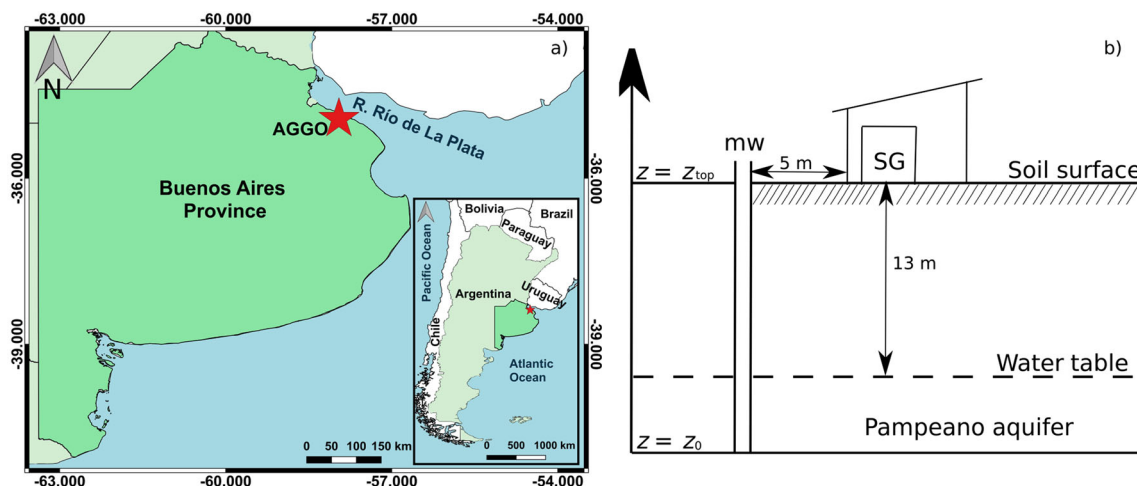 -63.000 -60.000 -57.000 -54.000
a)
N
R. Río de La Plata
AGGO
-36.000
-36.000
Buenos Aires
Province
Bolivia
Brazil
Paraguay
Pacific Ocean
Argentina
Uruguay
Chile
-39.000
-39.000
Atlantic
Ocean
0 50 100 150 km
0 500 1000 km
-63.000 -60.000 -57.000 -54.000
b)
mw
5 m
SG
z = z_top
Soil surface
13 m
Water table
Pampeano aquifer
z = z_0